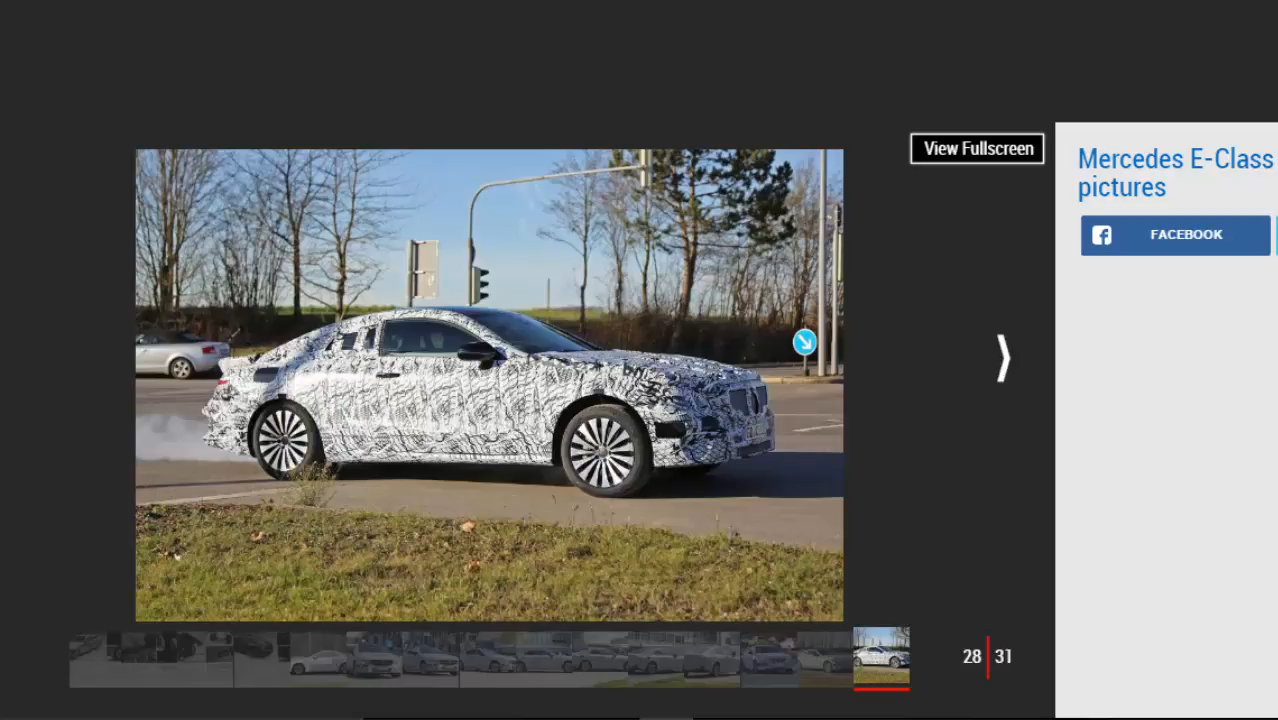 View Fullscreen
Mercedes E-Class
pictures
FACEBOOK
28 31